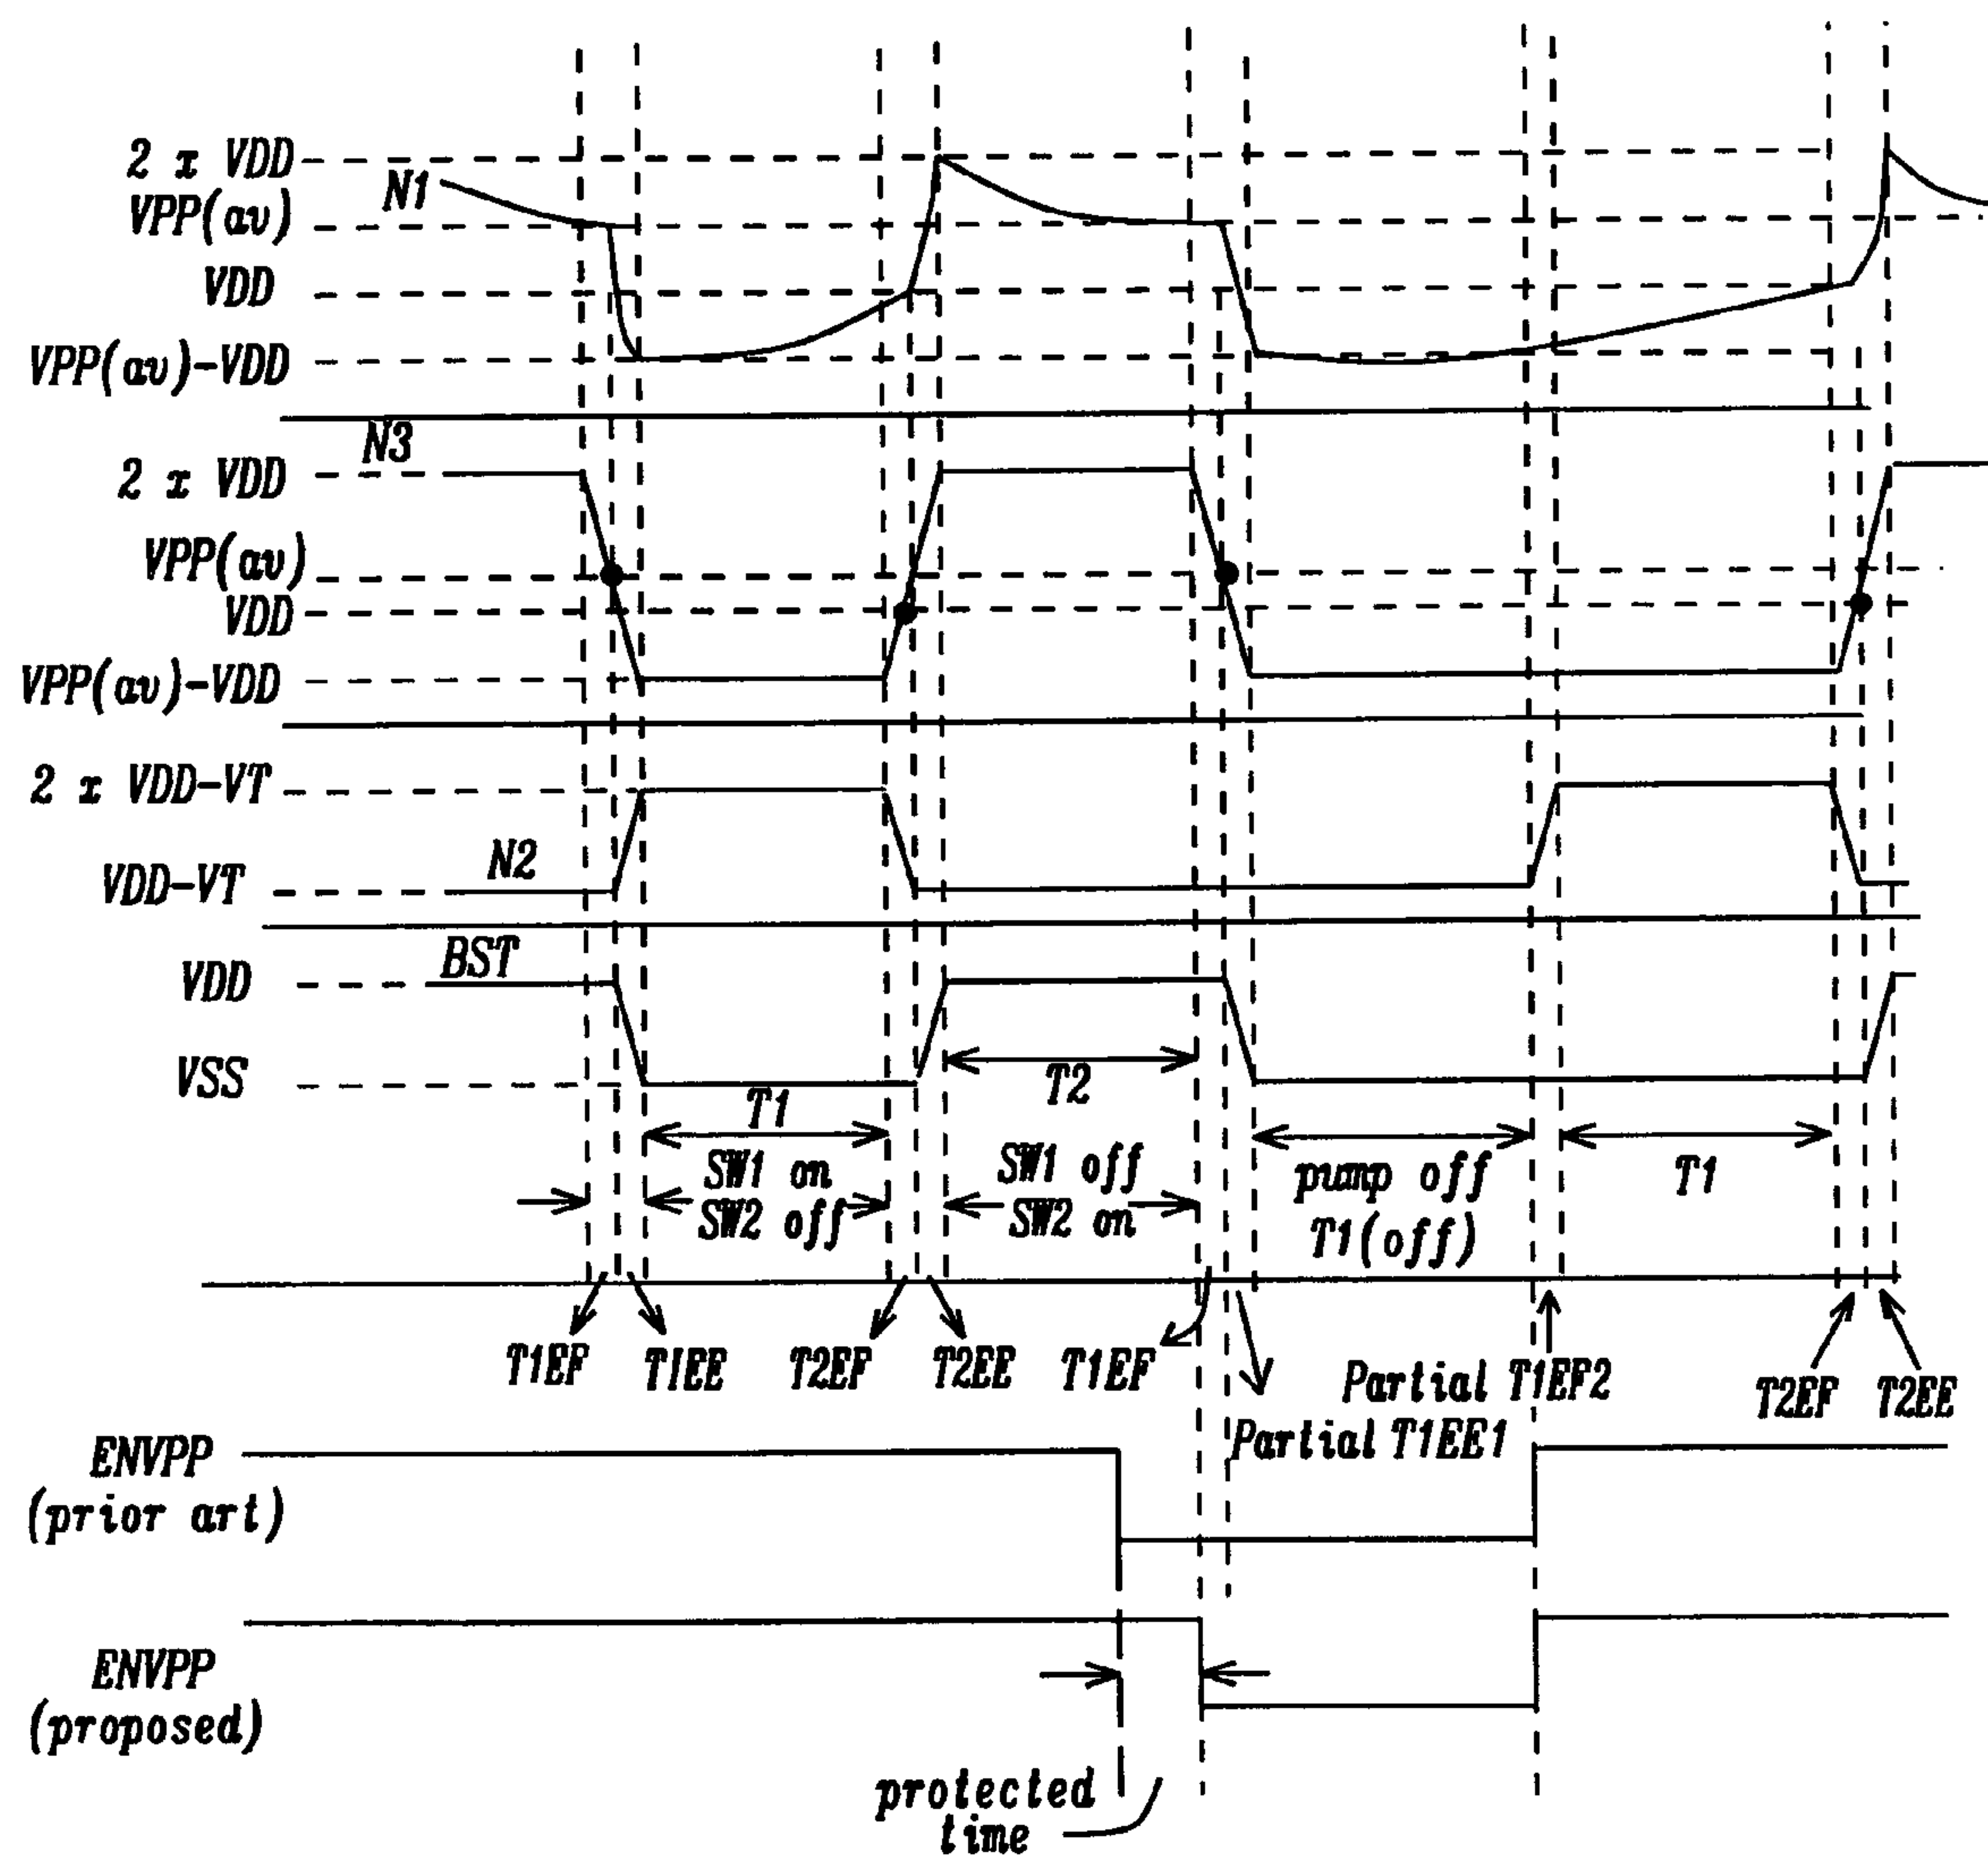 2 x VDD
N1
VPP(av)
VDD
VPP(av)-VDD
N3
2 x VDD
VPP(av)
VDD
VPP(av)-VDD
2 x VDD-VT
N2
VDD-VT
BST
VDD
VSS
T1
T2
SW1 on
SW2 off
SW1 off
SW2 on
pump off
T1(off)
T1
T1EF
T1EE
T2EF
T2EE
T1EF
Partial T1EF2
Partial T1EE1
T2EF
T2EE
ENVPP
(prior art)
ENVPP
(proposed)
protected
time